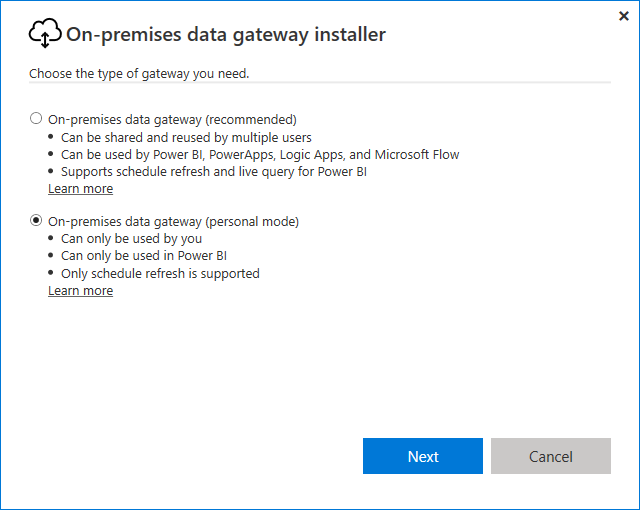 On-premises data gateway installer
Choose the type of gateway you need.
On-premises data gateway (recommended)
• Can be shared and reused by multiple users
• Can be used by Power BI, PowerApps, Logic Apps, and Microsoft Flow
• Supports schedule refresh and live query for Power BI
Learn more
On-premises data gateway (personal mode)
• Can only be used by you
• Can only be used in Power BI
• Only schedule refresh is supported
Learn more
Next
Cancel